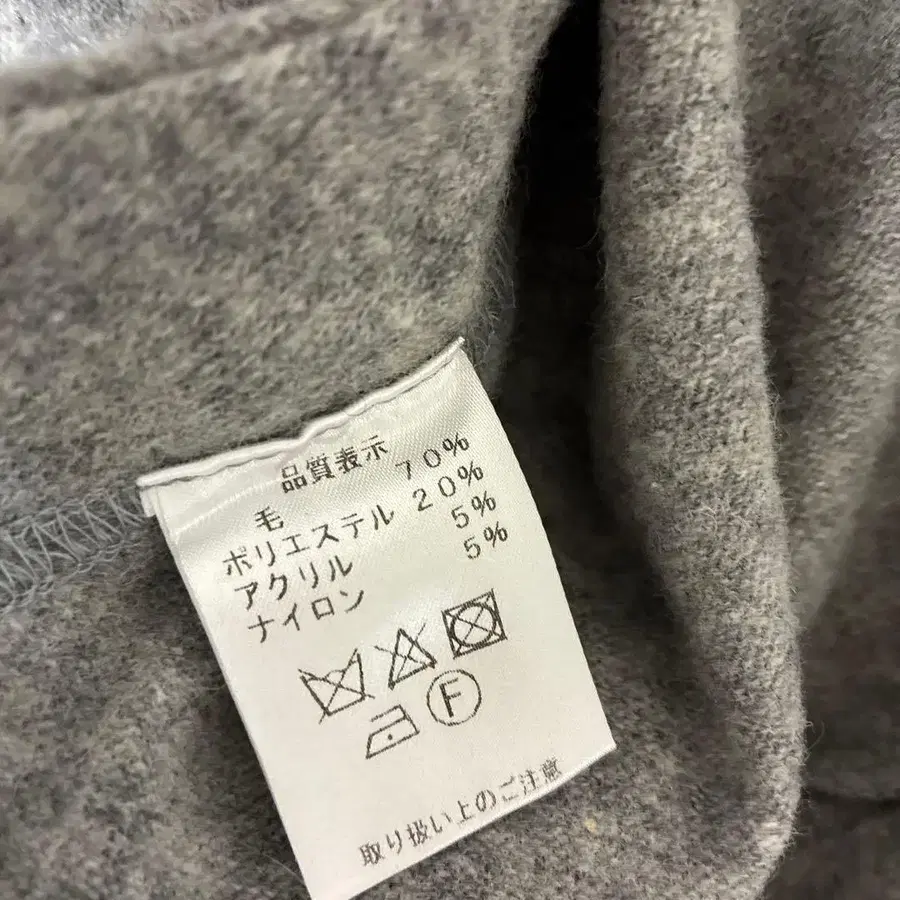 品質表示
毛 70%
ポリエステル 20%
アクリル 5%
ナイロン 5%
F
取り扱い上のご注意